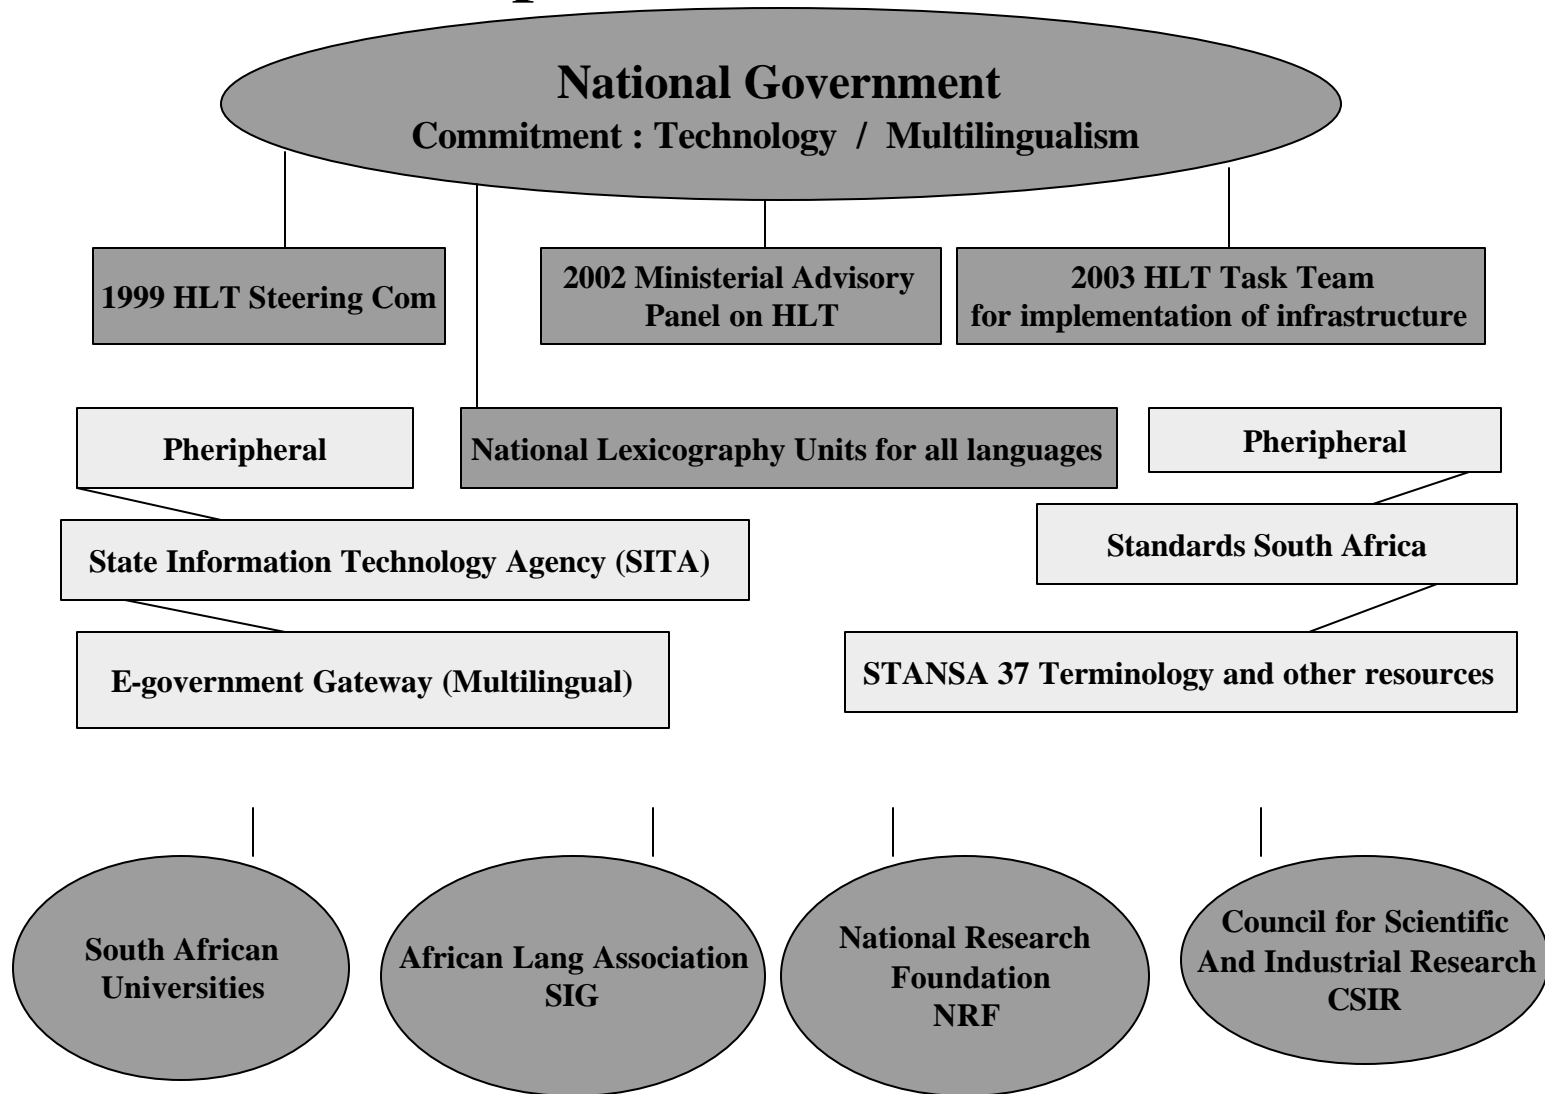 National Government
Commitment : Technology / Multilingualism
1999 HLT Steering Com
2002 Ministerial Advisory
Panel on HLT
2003 HLT Task Team
for implementation of infrastructure
Pheripheral
National Lexicography Units for all languages
Pheripheral
State Information Technology Agency (SITA)
Standards South Africa
E-government Gateway (Multilingual)
STANSA 37 Terminology and other resources
South African
Universities
African Lang Association
SIG
National Research
Foundation
NRF
Council for Scientific
And Industrial Research
CSIR